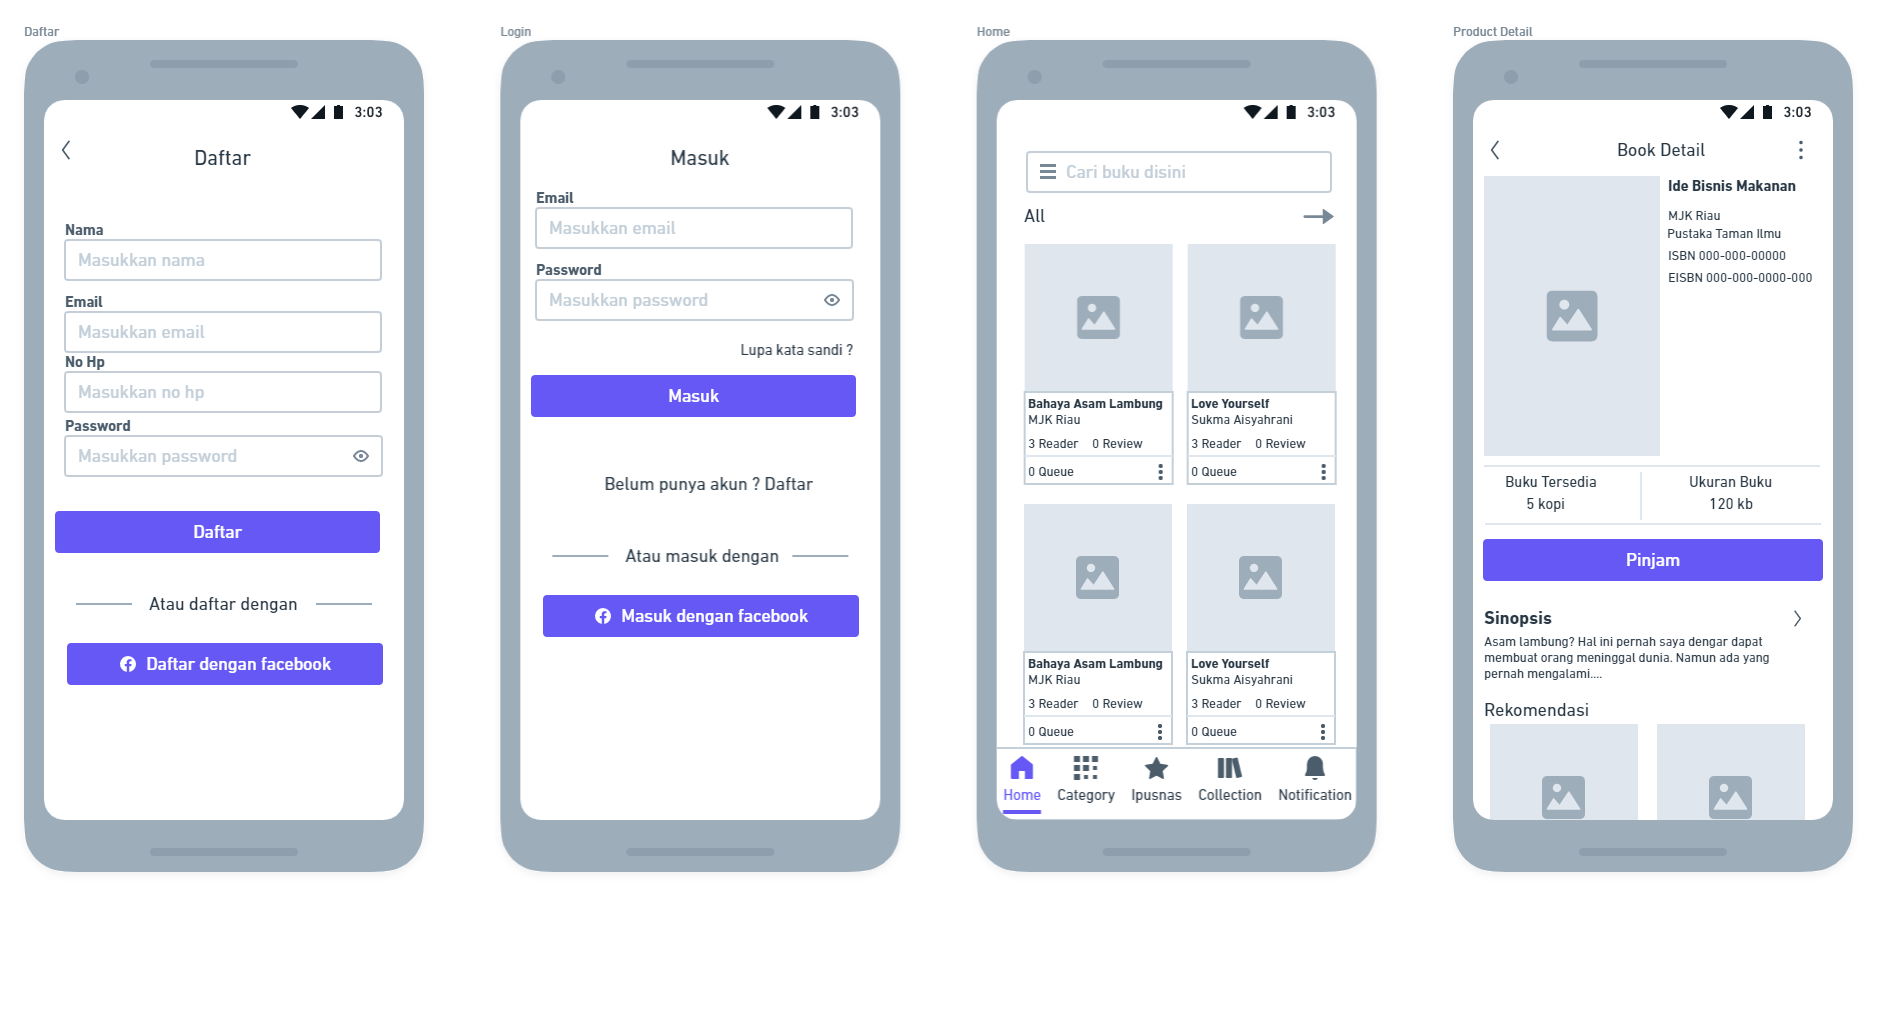 Daftar
3:03
Daftar
Nama
Masukkan nama
Email
Masukkan email
No Hp
Masukkan no hp
Password
Masukkan password
Daftar
Atau daftar dengan
Daftar dengan facebook
Login
3:03
Masuk
Email
Masukkan email
Password
Masukkan password
Lupa kata sandi ?
Masuk
Belum punya akun ? Daftar
Atau masuk dengan
Masuk dengan facebook
Home
3:03
Cari buku disini
All
Bahaya Asam Lambung
MJK Riau
3 Reader 0 Review
0 Queue
Love Yourself
Sukma Aisyahrani
3 Reader 0 Review
0 Queue
Bahaya Asam Lambung
MJK Riau
3 Reader 0 Review
0 Queue
Love Yourself
Sukma Aisyahrani
3 Reader 0 Review
0 Queue
Home Category Ipusnas Collection Notification
Product Detail
3:03
Book Detail
Ide Bisnis Makanan
MJK Riau
Pustaka Taman Ilmu
ISBN 000-000-00000
EISBN 000-000-0000-000
Buku Tersedia
5 kopi
Ukuran Buku
120 kb
Pinjam
Sinopsis
Asam lambung? Hal ini pernah saya dengar dapat
membuat orang meninggal dunia. Namun ada yang
pernah mengalami....
Rekomendasi